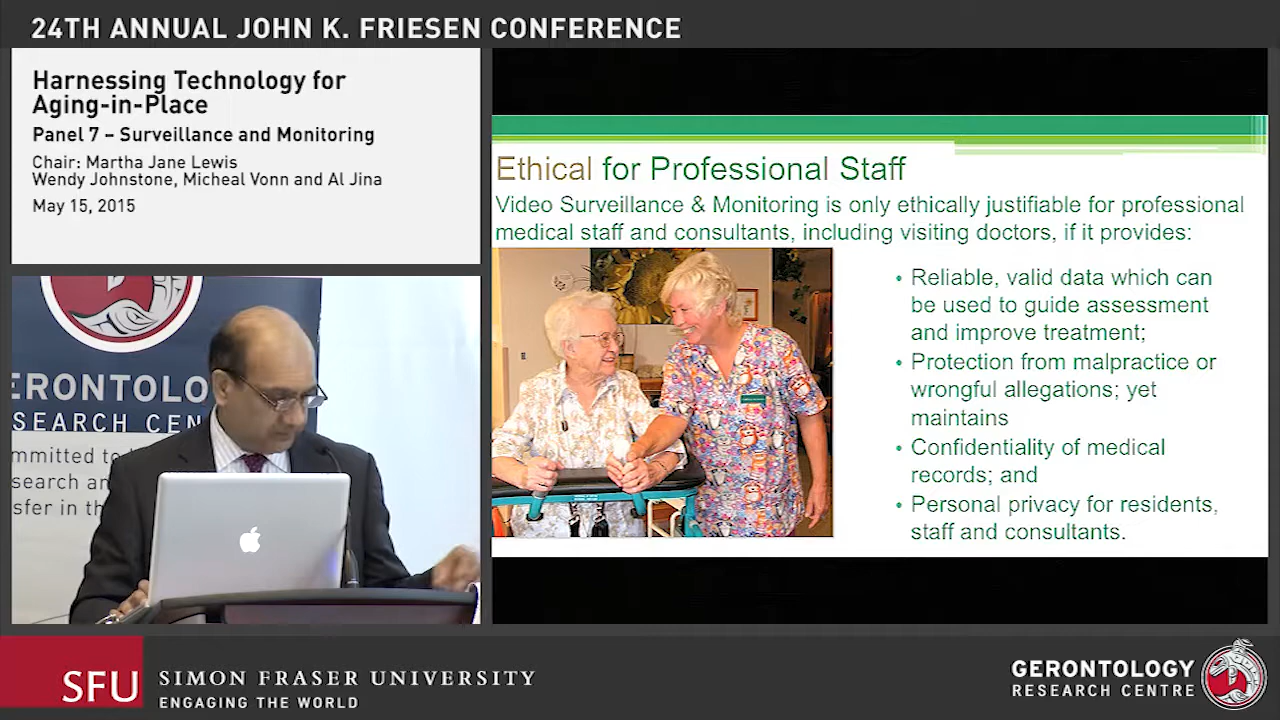 24TH ANNUAL JOHN K. FRIESEN CONFERENCE
Harnessing Technology for
Aging-in-Place
Panel 7 – Surveillance and Monitoring
Chair: Martha Jane Lewis
Wendy Johnstone, Micheal Vonn and Al Jina
May 15, 2015
Ethical for Professional Staff
Video Surveillance & Monitoring is only ethically justifiable for professional
medical staff and consultants, including visiting doctors, if it provides:
• Reliable, valid data which can
be used to guide assessment
and improve treatment;
• Protection from malpractice or
wrongful allegations; yet
maintains
• Confidentiality of medical
records; and
• Personal privacy for residents,
staff and consultants.
ERONTOLO
SEARCH CEN
mmitted to
search an
sfer in th
SFU SIMON FRASER UNIVERSITY
ENGAGING THE WORLD
GERONTOLOGY
RESEARCH CENTRE